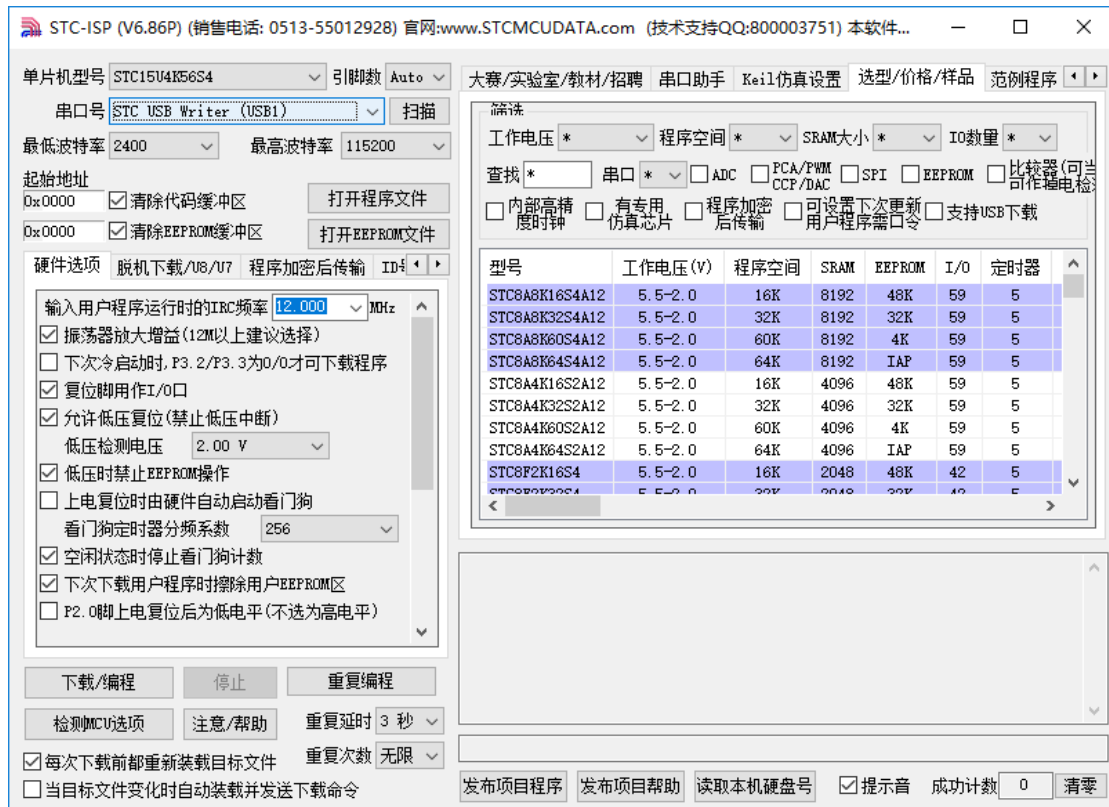 STC-ISP (V6.86P) (销售电话: 0513-55012928) 官网:www.STCMCUDATA.com (技术支持QQ:800003751) 本软件...
单片机型号 STC15U4K56S4 引脚数 Auto
串口号 STC USB Writer (USB1) 扫描
最低波特率 2400 最高波特率 115200
起始地址
0x0000 清除代码缓冲区 打开程序文件
0x0000 清除EEPROM缓冲区 打开EEPROM文件
硬件选项 脱机下载/U8/U7 程序加密后传输
输入用户程序运行时的IRC频率 12.000 MHz
振荡器放大增益(12M以上建议选择)
下次冷启动时,P3.2/P3.3为0/0才可下载程序
复位脚用作I/O口
允许低压复位(禁止低压中断)
低压检测电压 2.00 V
低压时禁止EEPROM操作
上电复位时由硬件自动启动看门狗
看门狗定时器分频系数 256
空闲状态时停止看门狗计数
下次下载用户程序时擦除用户EEPROM区
P2.0脚上电复位后为低电平(不选为高电平)
下载/编程 停止 重复编程
检测MCU选项 注意/帮助 重复延时 3 秒
每次下载前都重新装载目标文件 重复次数 无限
当目标文件变化时自动装载并发送下载命令
大赛/实验室/教材/招聘 串口助手 Keil仿真设置 选型/价格/样品 范例程序
筛选
工作电压 * 程序空间 * SRAM大小 * IO数量 *
查找 * 串口 * ADC PCA/PWM CCP/DAC SPI EEPROM 比较器(可当可作掉电检
内部高精度时钟 有专用仿真芯片 程序加密后传输 可设置下次更新用户程序需口令 支持USB下载
型号 工作电压(V) 程序空间 SRAM EEPROM I/O 定时器
STC8A8K16S4A12 5.5-2.0 16K 8192 48K 59 5
STC8A8K32S4A12 5.5-2.0 32K 8192 32K 59 5
STC8A8K60S4A12 5.5-2.0 60K 8192 4K 59 5
STC8A8K64S4A12 5.5-2.0 64K 8192 IAP 59 5
STC8A4K16S2A12 5.5-2.0 16K 4096 48K 59 5
STC8A4K32S2A12 5.5-2.0 32K 4096 32K 59 5
STC8A4K60S2A12 5.5-2.0 60K 4096 4K 59 5
STC8A4K64S2A12 5.5-2.0 64K 4096 IAP 59 5
STC8F2K16S4 5.5-2.0 16K 2048 48K 42 5
STC8F2K32S4 5.5-2.0 32K 2048 32K 42 5
发布项目程序 发布项目帮助 读取本机硬盘号 提示音 成功计数 0 清零